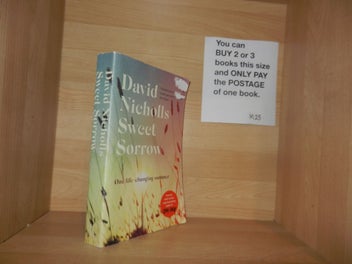 David Nicholls
Sweet Sorrow
David
Nicholls
Sweet
Sorrow
One life-changing summer
You can
BUY 2 or 3
books this size
and ONLY PAY
the POSTAGE
of one book.